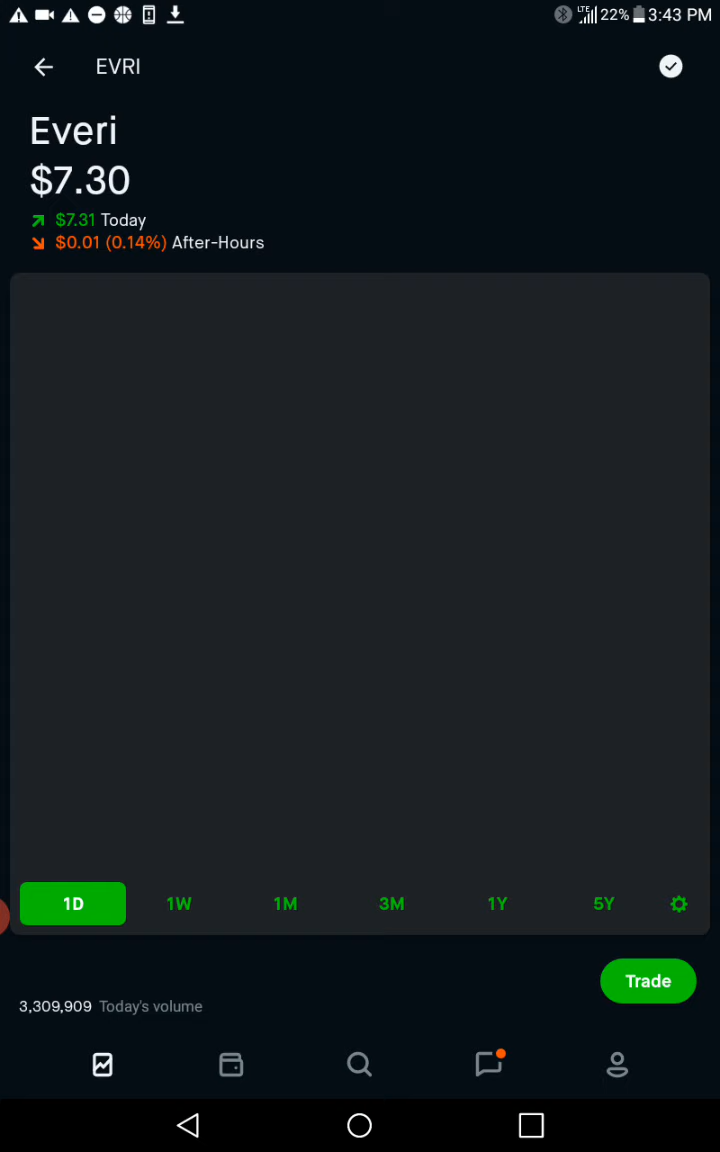 LTE 22% 3:43 PM
EVRI
Everi
$7.30
$7.31 Today
$0.01 (0.14%) After-Hours
1D 1W 1M 3M 1Y 5Y
Trade
3,309,909 Today's volume